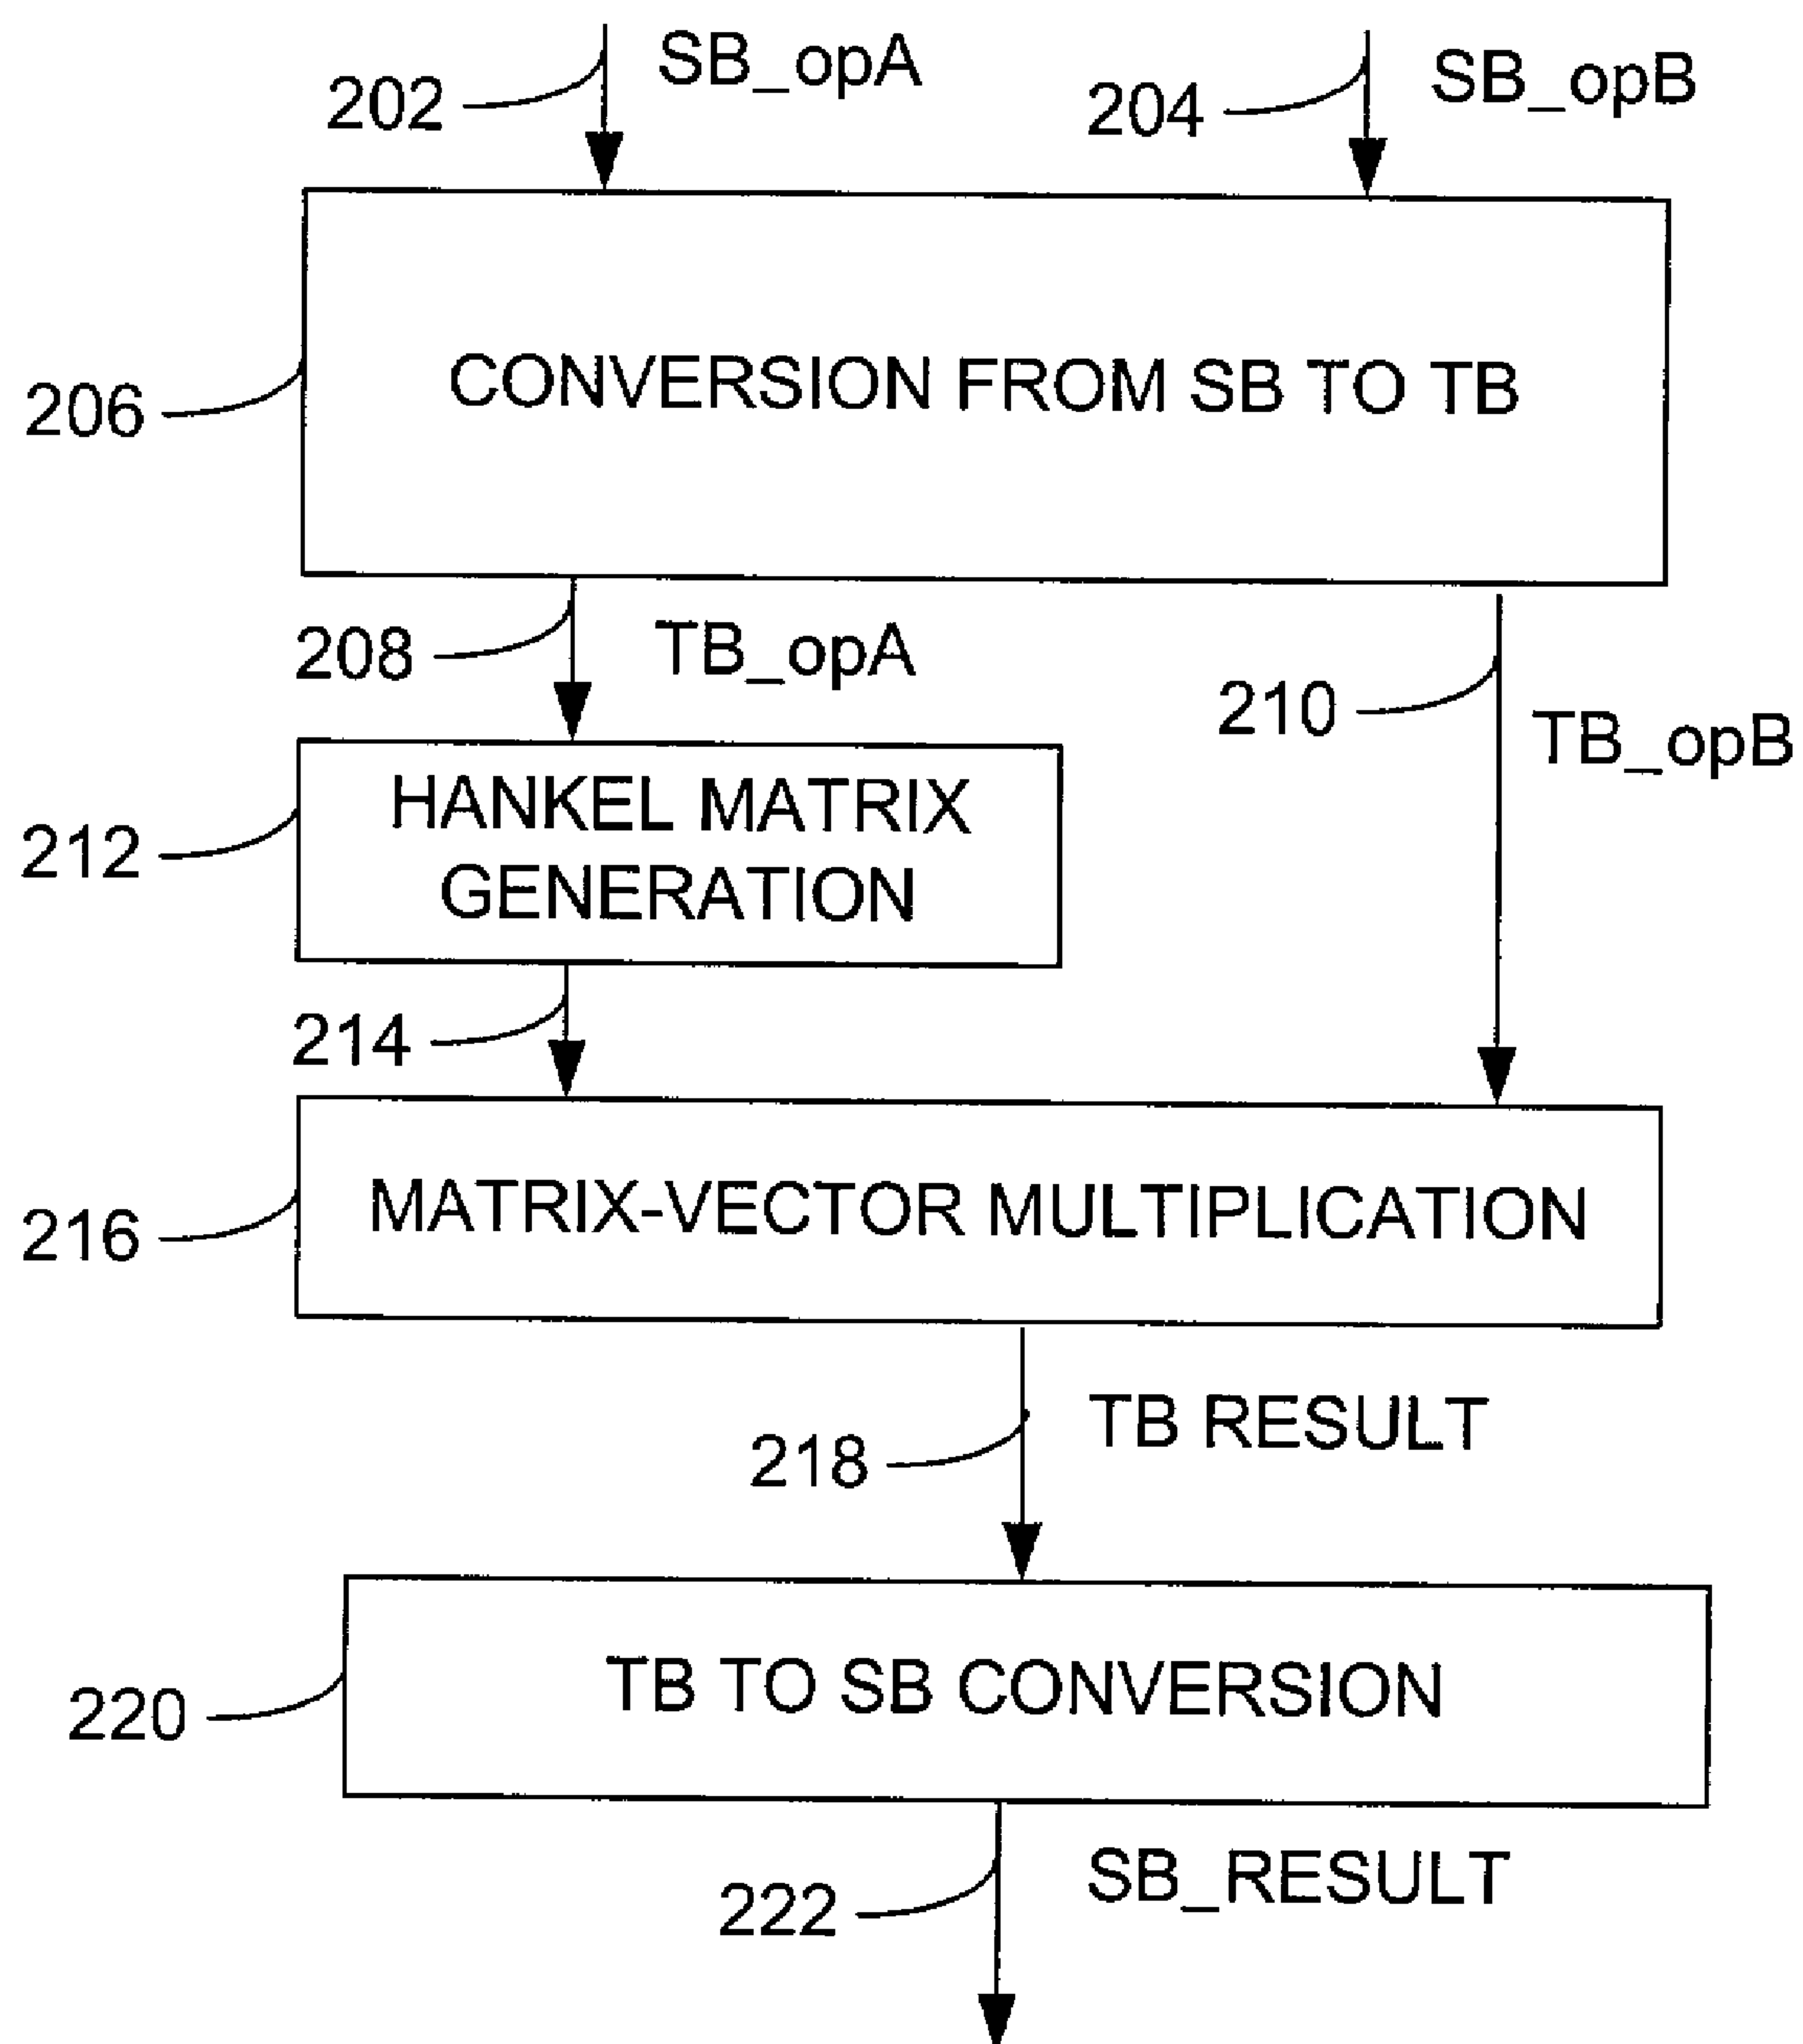 SB_opA
202
SB_opB
204
CONVERSION FROM SB TO TB
206
208
TB_opA
210
TB_opB
HANKEL MATRIX
GENERATION
212
214
MATRIX-VECTOR MULTIPLICATION
216
TB RESULT
218
TB TO SB CONVERSION
220
SB_RESULT
222